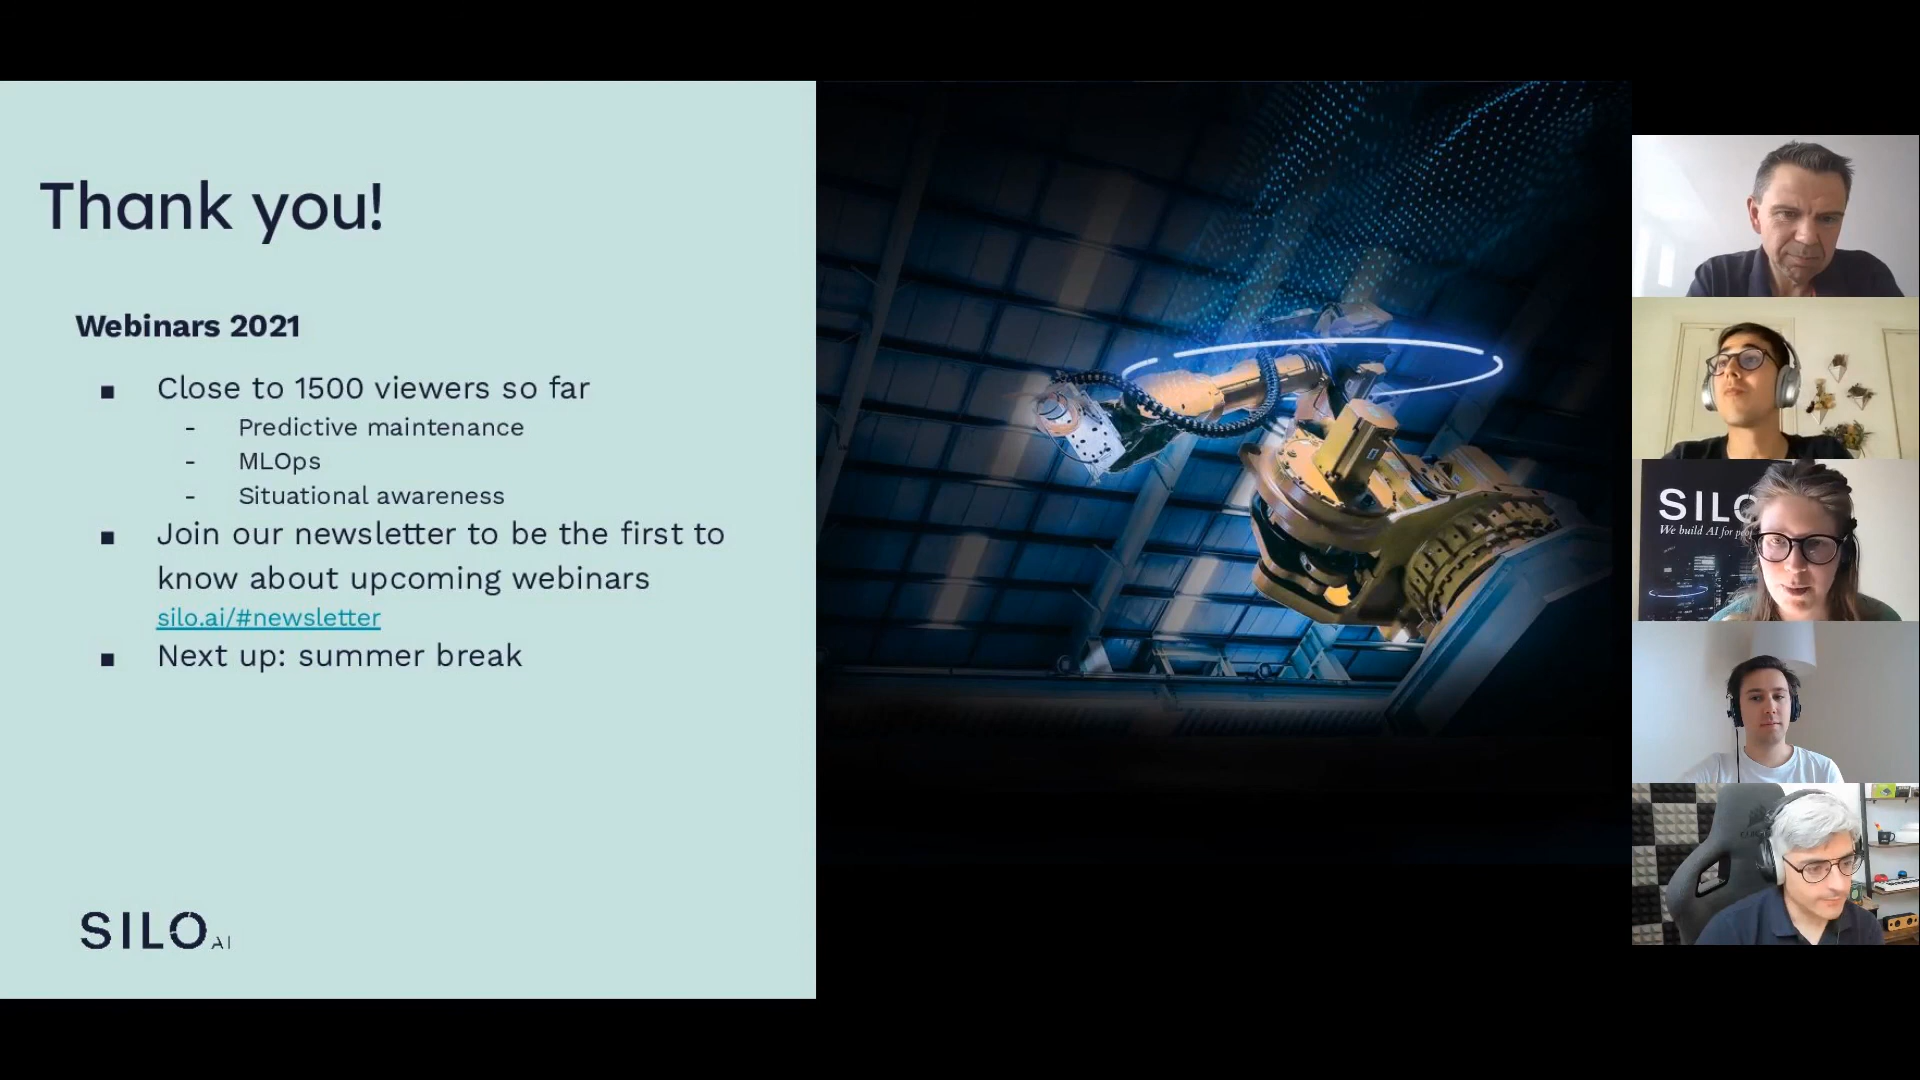 Thank you!
Webinars 2021
■ Close to 1500 viewers so far
- Predictive maintenance
- MLOps
- Situational awareness
■ Join our newsletter to be the first to
know about upcoming webinars
silo.ai/#newsletter
■ Next up: summer break
SILO AI
SILO
We build AI for